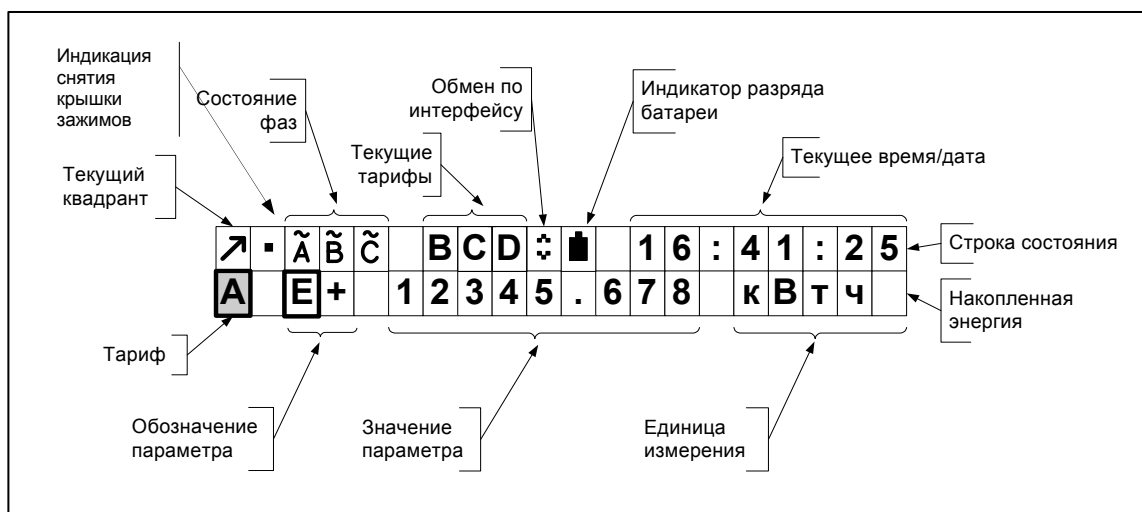 Индикация
снятия
крышки
зажимов
Состояние
фаз
Обмен по
интерфейсу
Индикатор разряда
батареи
Текущий
квадрант
Текущие
тарифы
Текущее время/дата
↗ ▪ Ã B̃ C̃ B C D 1 6 : 4 1 : 2 5
Строка состояния
A E + 1 2 3 4 5 . 6 7 8 к В т ч
Накопленная
энергия
Тариф
Обозначение
параметра
Значение
параметра
Единица
измерения